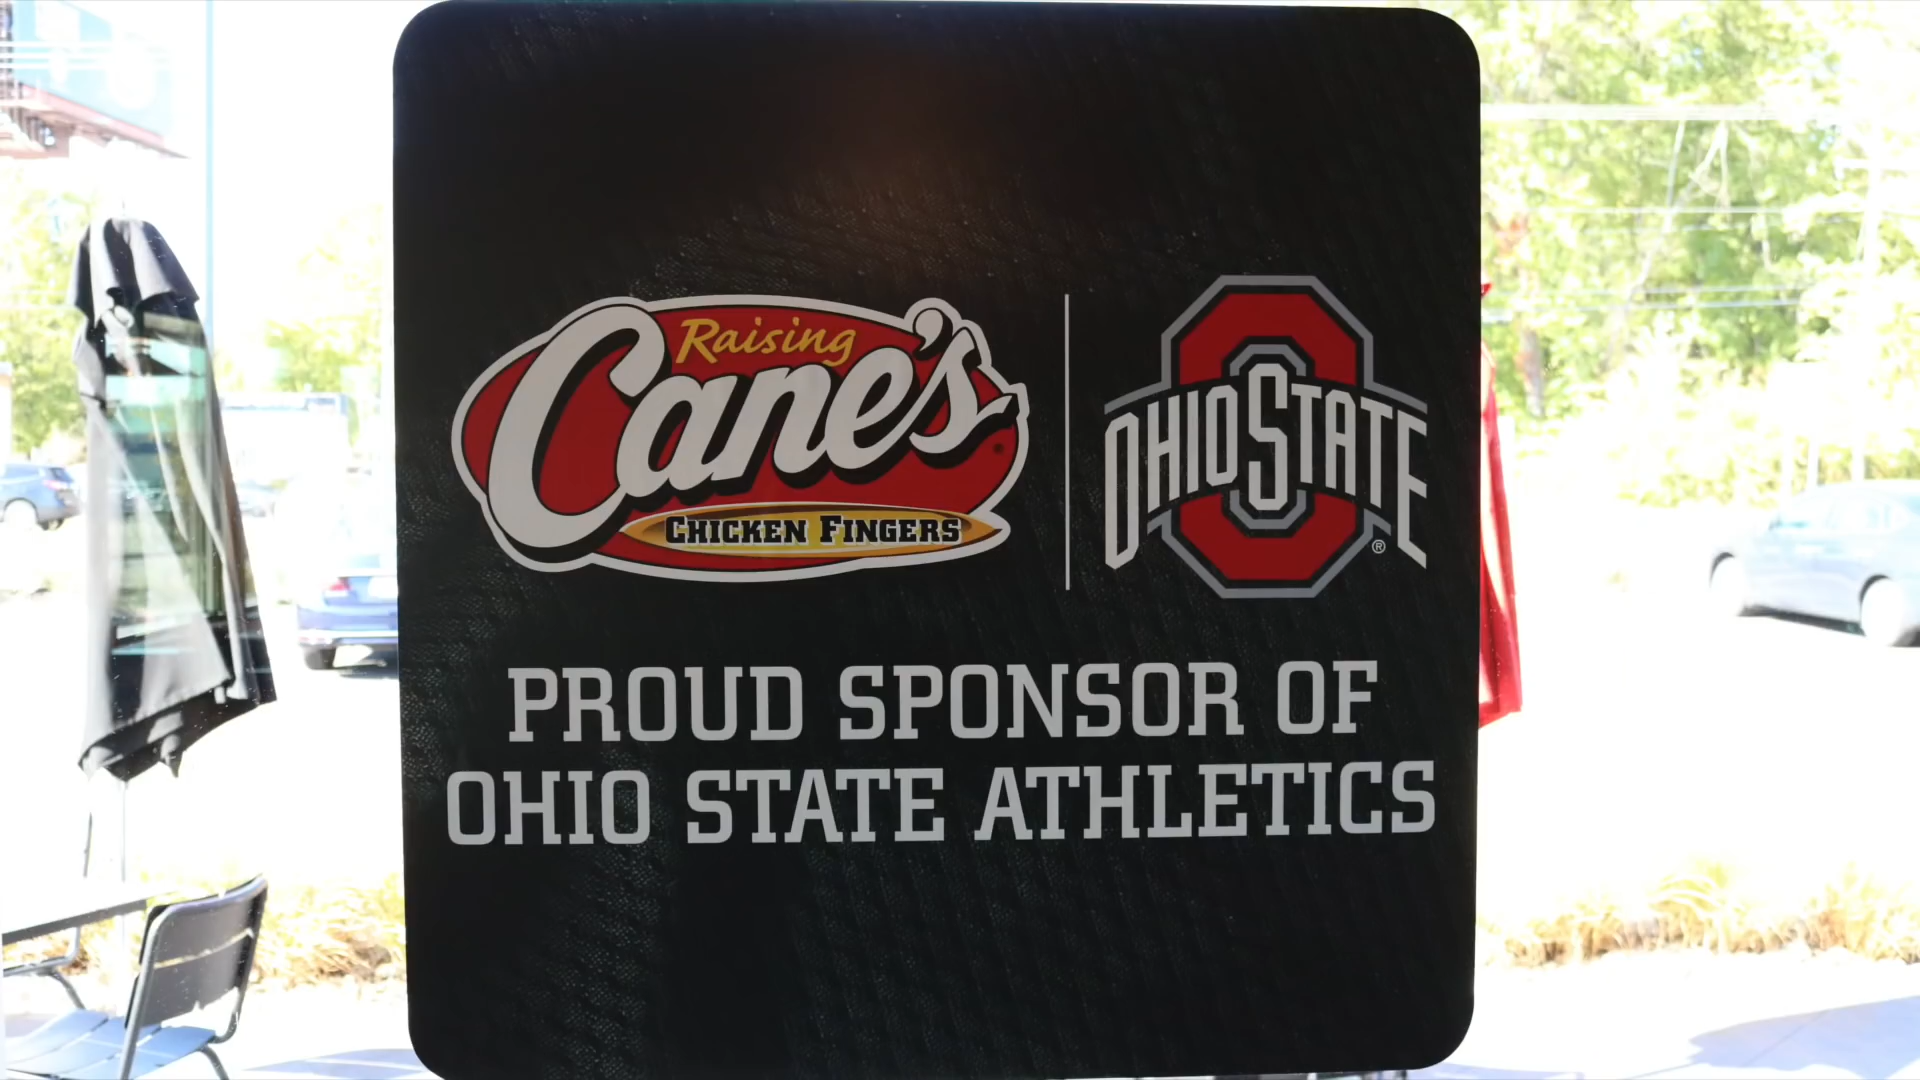 Raising
Cane's
CHICKEN FINGERS
OHIO STATE
®
PROUD SPONSOR OF
OHIO STATE ATHLETICS